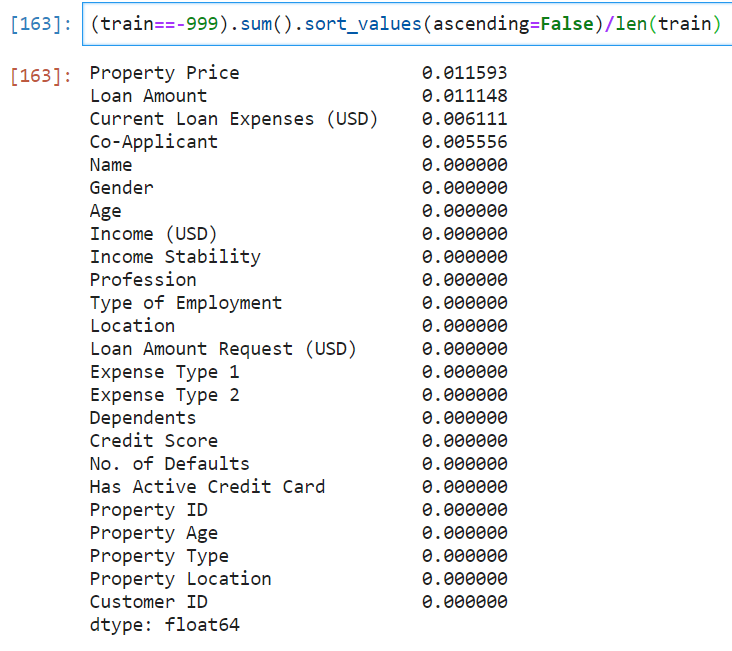 [163]: (train==-999).sum().sort_values(ascending=False)/len(train)
[163]: Property Price 0.011593
Loan Amount 0.011148
Current Loan Expenses (USD) 0.006111
Co-Applicant 0.005556
Name 0.000000
Gender 0.000000
Age 0.000000
Income (USD) 0.000000
Income Stability 0.000000
Profession 0.000000
Type of Employment 0.000000
Location 0.000000
Loan Amount Request (USD) 0.000000
Expense Type 1 0.000000
Expense Type 2 0.000000
Dependents 0.000000
Credit Score 0.000000
No. of Defaults 0.000000
Has Active Credit Card 0.000000
Property ID 0.000000
Property Age 0.000000
Property Type 0.000000
Property Location 0.000000
Customer ID 0.000000
dtype: float64